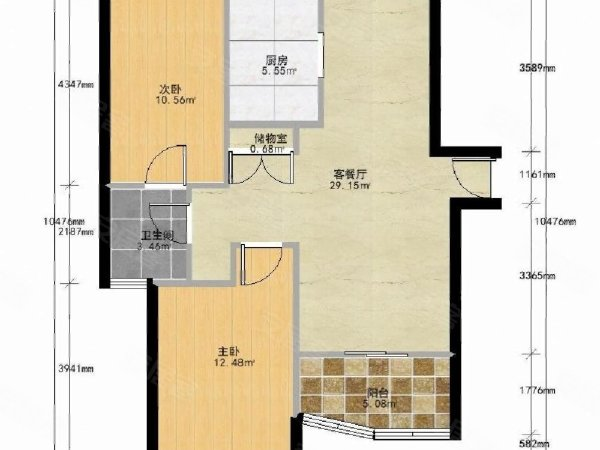 厨房
5.55㎡
4347mm
3589mm
次卧
10.56㎡
储物室
0.68㎡
客餐厅
29.15㎡
1161mm
10476mm
2187mm
卫生间
3.46㎡
10476mm
3365mm
主卧
12.48㎡
3941mm
阳台
5.08㎡
1776mm
582mm